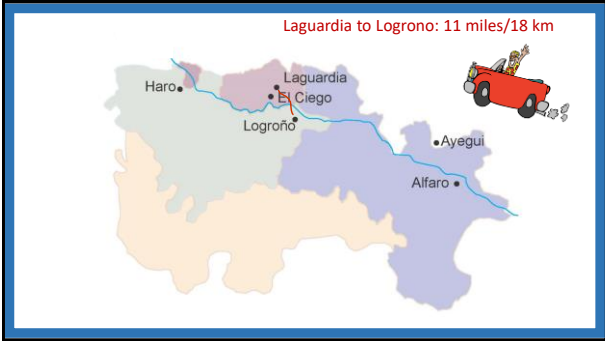 Laguardia to Logrono: 11 miles/18 km
Laguardia
Haro
El Ciego
Logroño
Ayegui
Alfaro